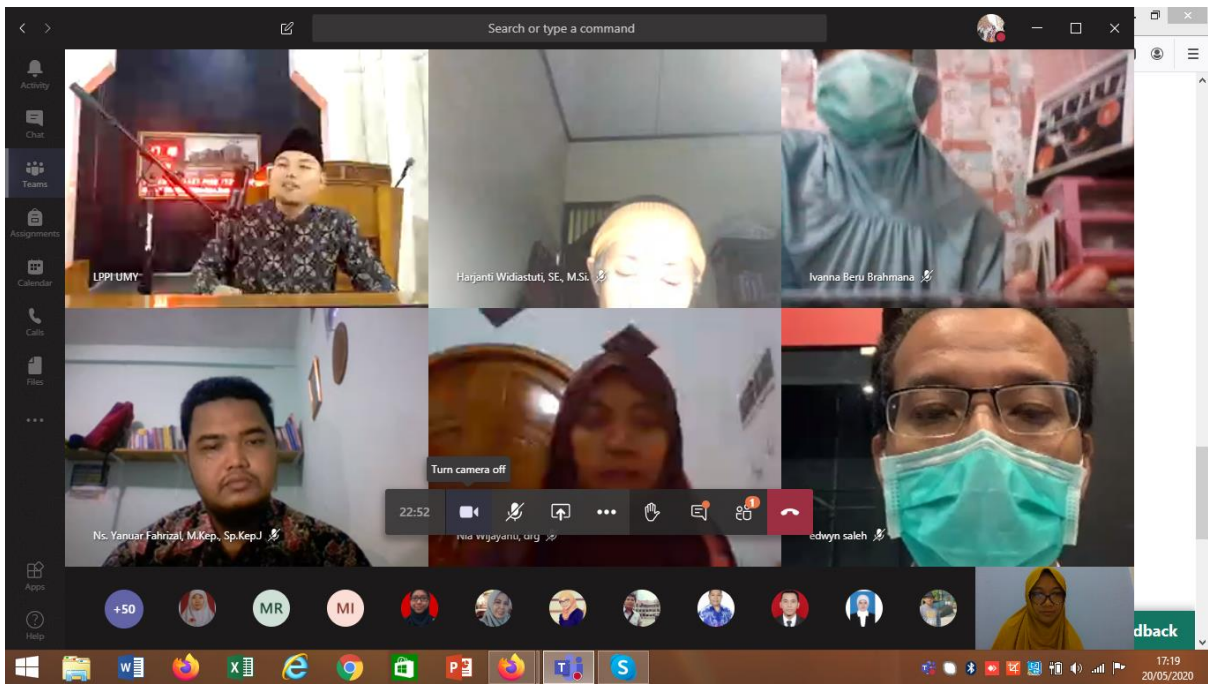 Search or type a command
Activity
Chat
Teams
Assignments
Calendar
Calls
Files
Apps
Help
LPPI UMY
Harjanti Widiastuti, SE., M.Si.
Ivanna Beru Brahmana
Turn camera off
22:52
1
Ns. Yanuar Fahrizal, M.Kep., Sp.Kep.J
Nia Wijayanti, drg
edwyn saleh
+50
MR
MI
dback
17:19
20/05/2020